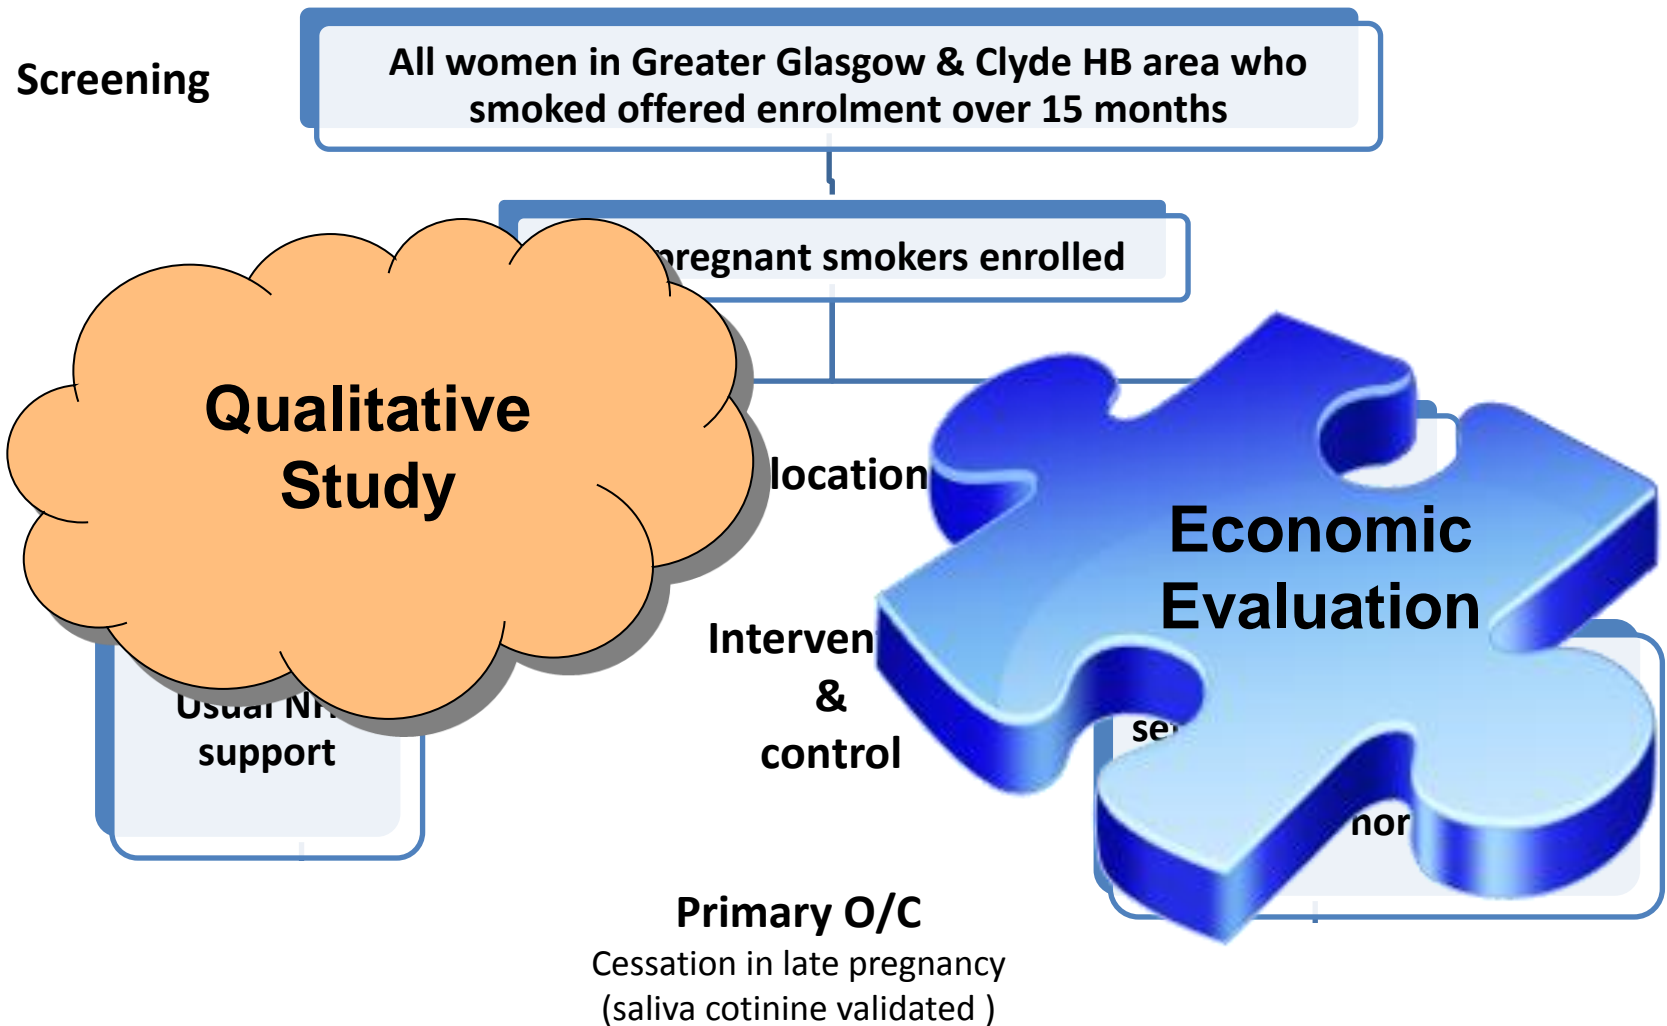 Screening
All women in Greater Glasgow & Clyde HB area who
smoked offered enrolment over 15 months
pregnant smokers enrolled
Qualitative
Study
location
Economic
Evaluation
&
control
Usual
support
Primary O/C
Cessation in late pregnancy
(saliva cotinine validated )